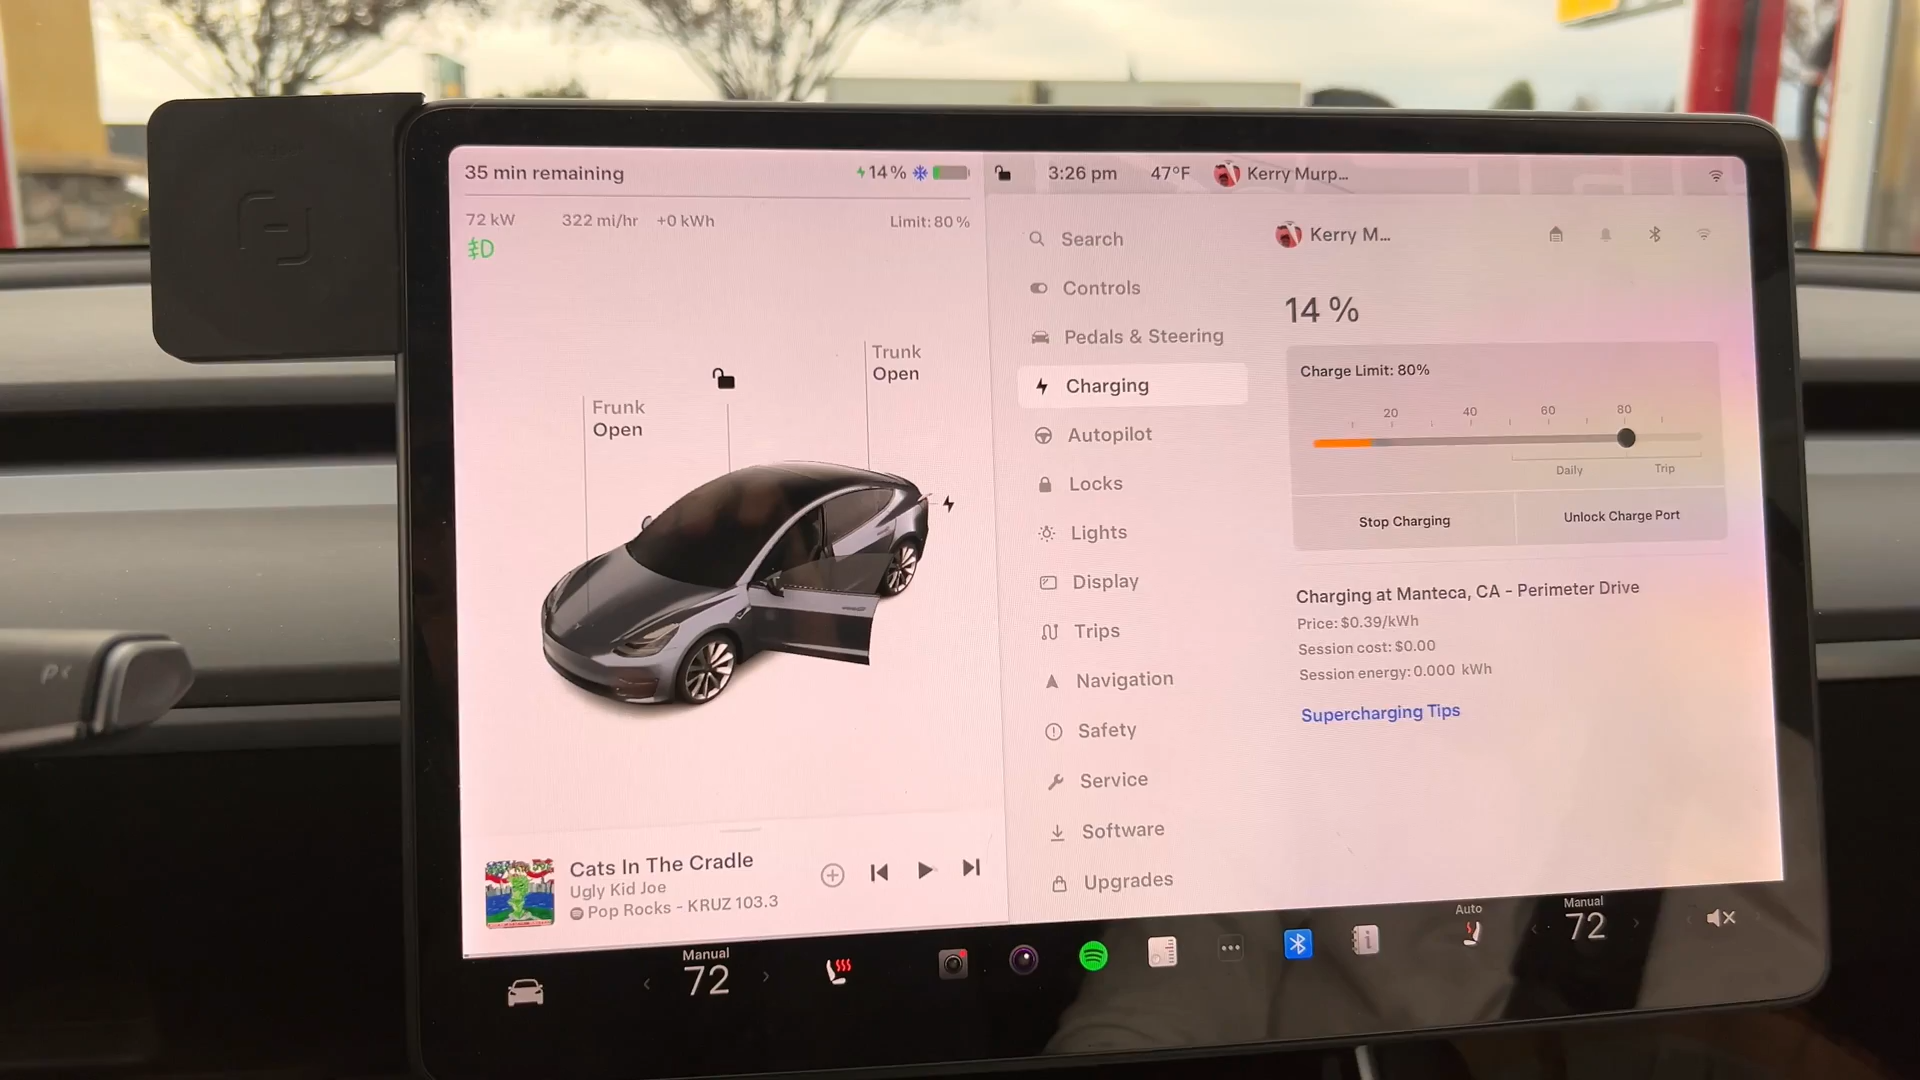 35 min remaining
14 %
3:26 pm
47°F
Kerry Murp...
72 kW
322 mi/hr
+0 kWh
Limit: 80 %
Frunk
Open
Trunk
Open
Cats In The Cradle
Ugly Kid Joe
Pop Rocks - KRUZ 103.3
Search
Controls
Pedals & Steering
Charging
Autopilot
Locks
Lights
Display
Trips
Navigation
Safety
Service
Software
Upgrades
Kerry M...
14 %
Charge Limit: 80%
20 40 60 80
Daily Trip
Stop Charging
Unlock Charge Port
Charging at Manteca, CA - Perimeter Drive
Price: $0.39/kWh
Session cost: $0.00
Session energy: 0.000 kWh
Supercharging Tips
Manual
72
Auto
Manual
72
P